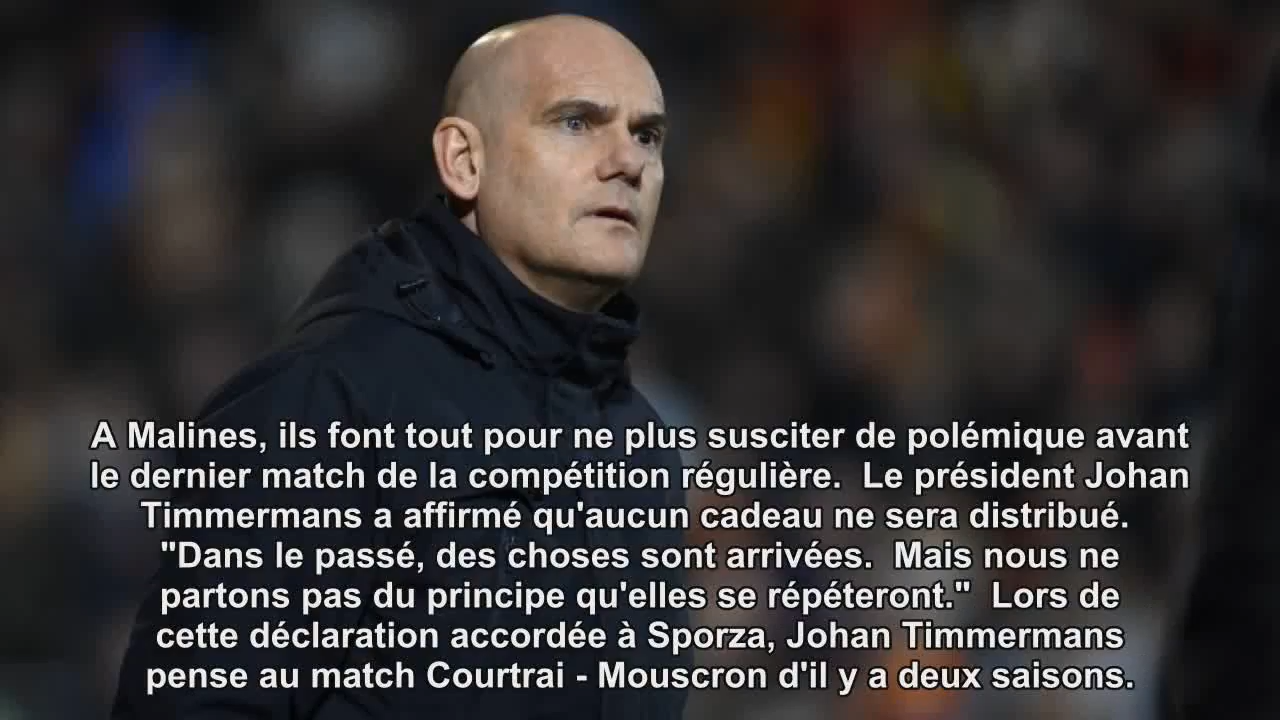 A Malines, ils font tout pour ne plus susciter de polémique avant
le dernier match de la compétition régulière.  Le président Johan
Timmermans a affirmé qu'aucun cadeau ne sera distribué.
"Dans le passé, des choses sont arrivées.  Mais nous ne
partons pas du principe qu'elles se répéteront."  Lors de
cette déclaration accordée à Sporza, Johan Timmermans
pense au match Courtrai - Mouscron d'il y a deux saisons.